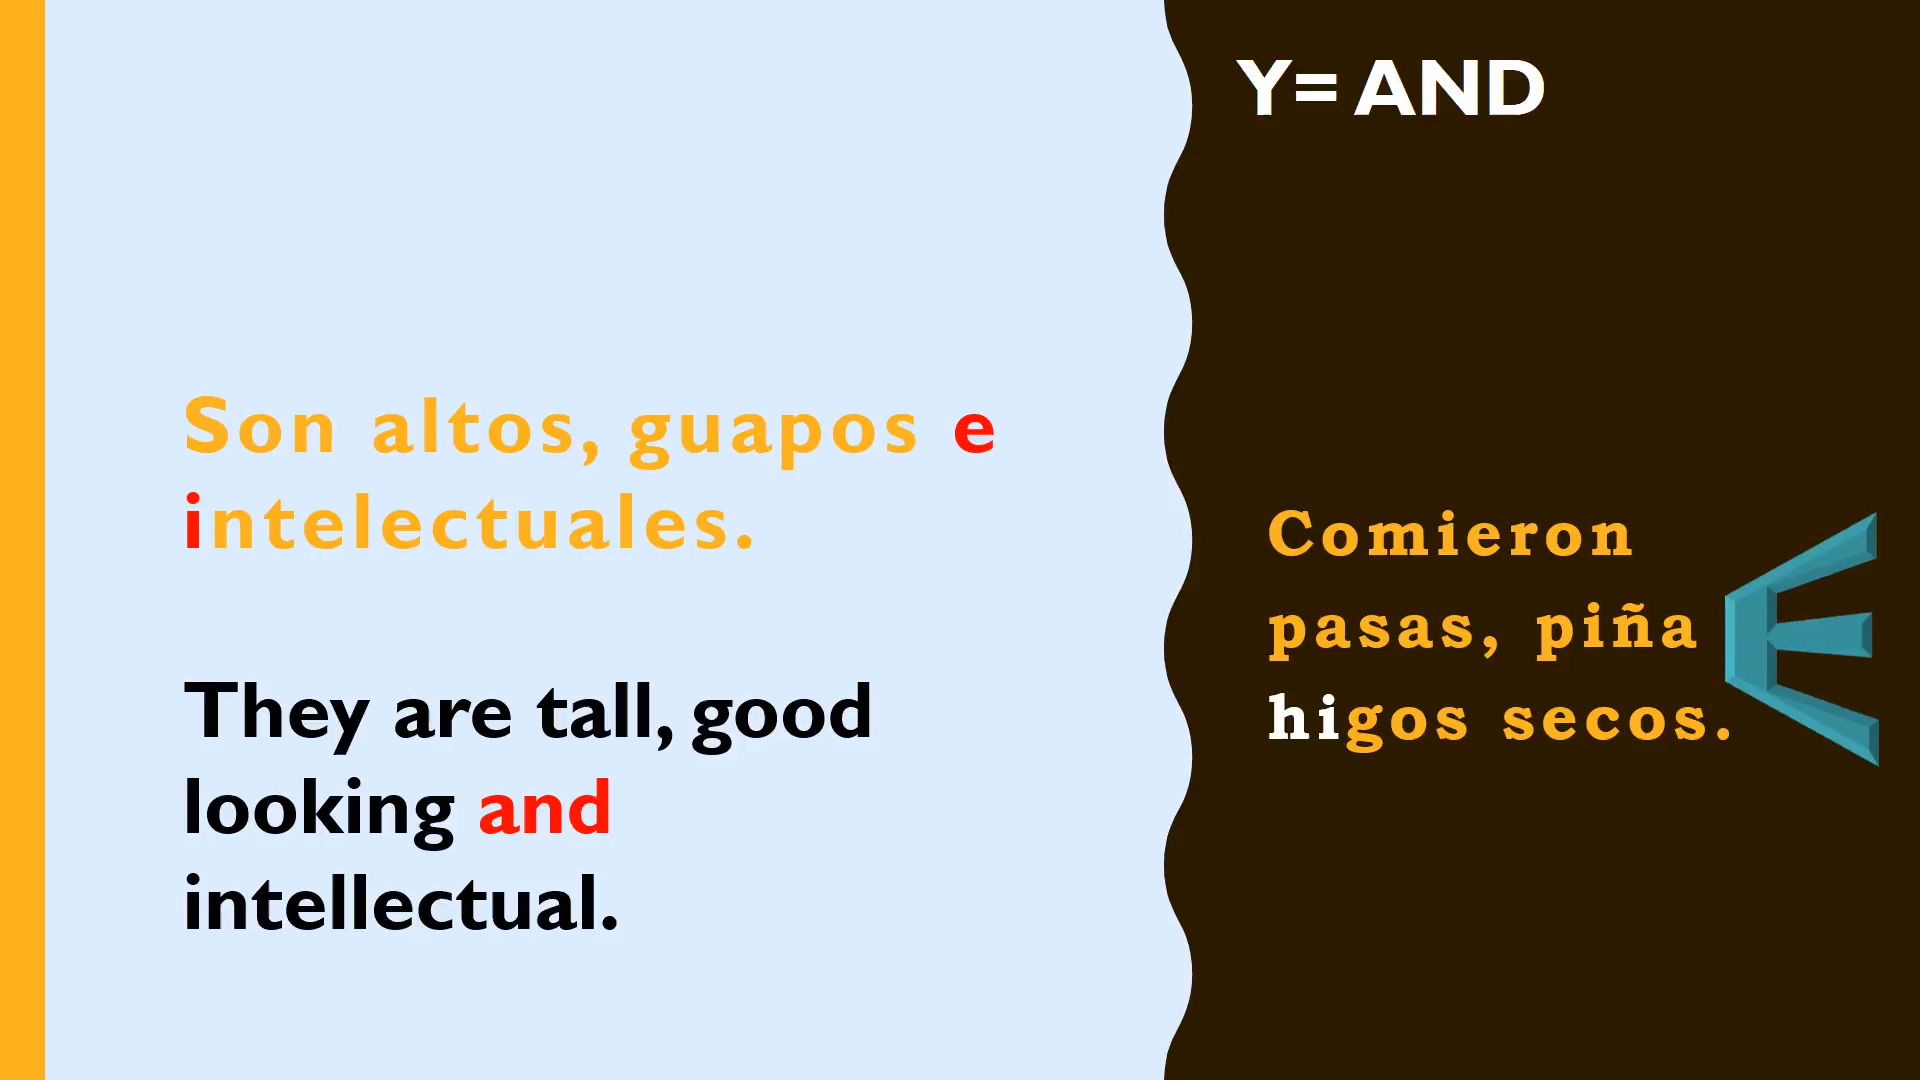 Y= AND
Son altos, guapos e
intelectuales.
They are tall, good
looking and
intellectual.
Comieron
pasas, piña E
higos secos.